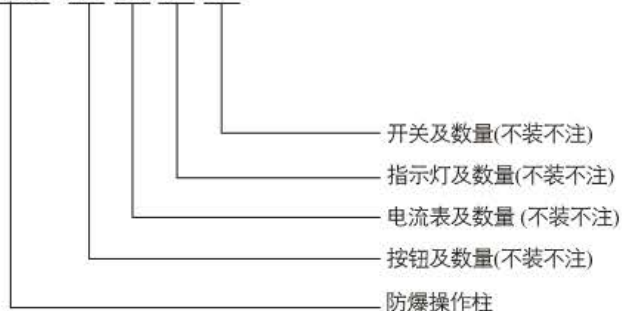 开关及数量(不装不注)
指示灯及数量(不装不注)
电流表及数量 (不装不注)
按钮及数量(不装不注)
防爆操作柱